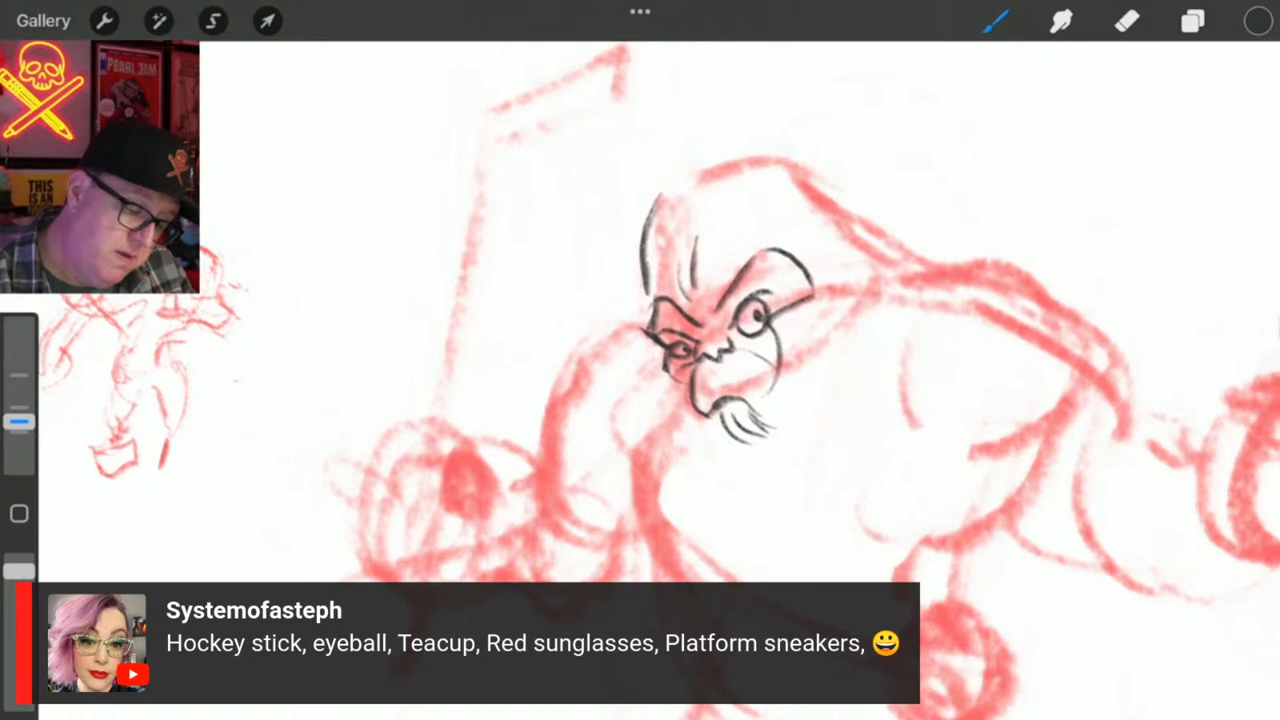 Gallery
PEARL JAM
THIS
IS AN
Systemofasteph
Hockey stick, eyeball, Teacup, Red sunglasses, Platform sneakers, 😀